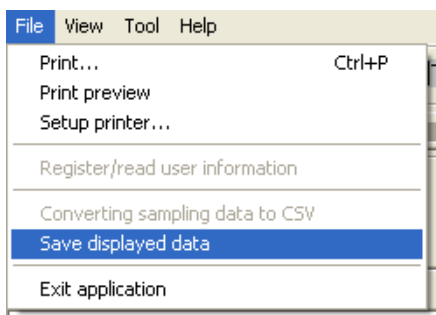 File View Tool Help
Print... Ctrl+P
Print preview
Setup printer...
Register/read user information
Converting sampling data to CSV
Save displayed data
Exit application